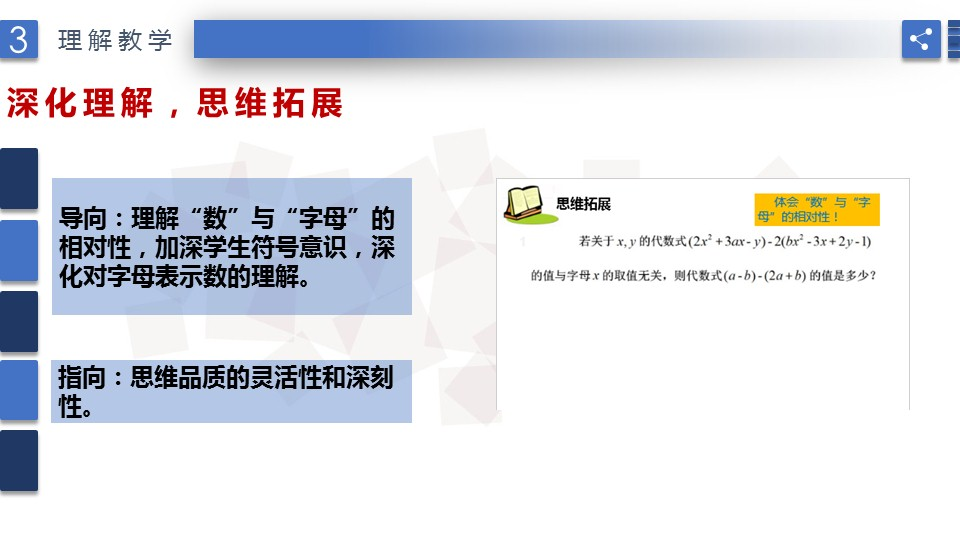 3 理解教学
深化理解，思维拓展
导向：理解“数”与“字母”的
相对性，加深学生符号意识，深
化对字母表示数的理解。
指向：思维品质的灵活性和深刻
性。
思维拓展
体会“数”与“字
母”的相对性！
1 若关于 x, y 的代数式(2x²+3ax-y)-2(bx²-3x+2y-1)
的值与字母 x 的取值无关，则代数式(a-b)-(2a+b) 的值是多少？